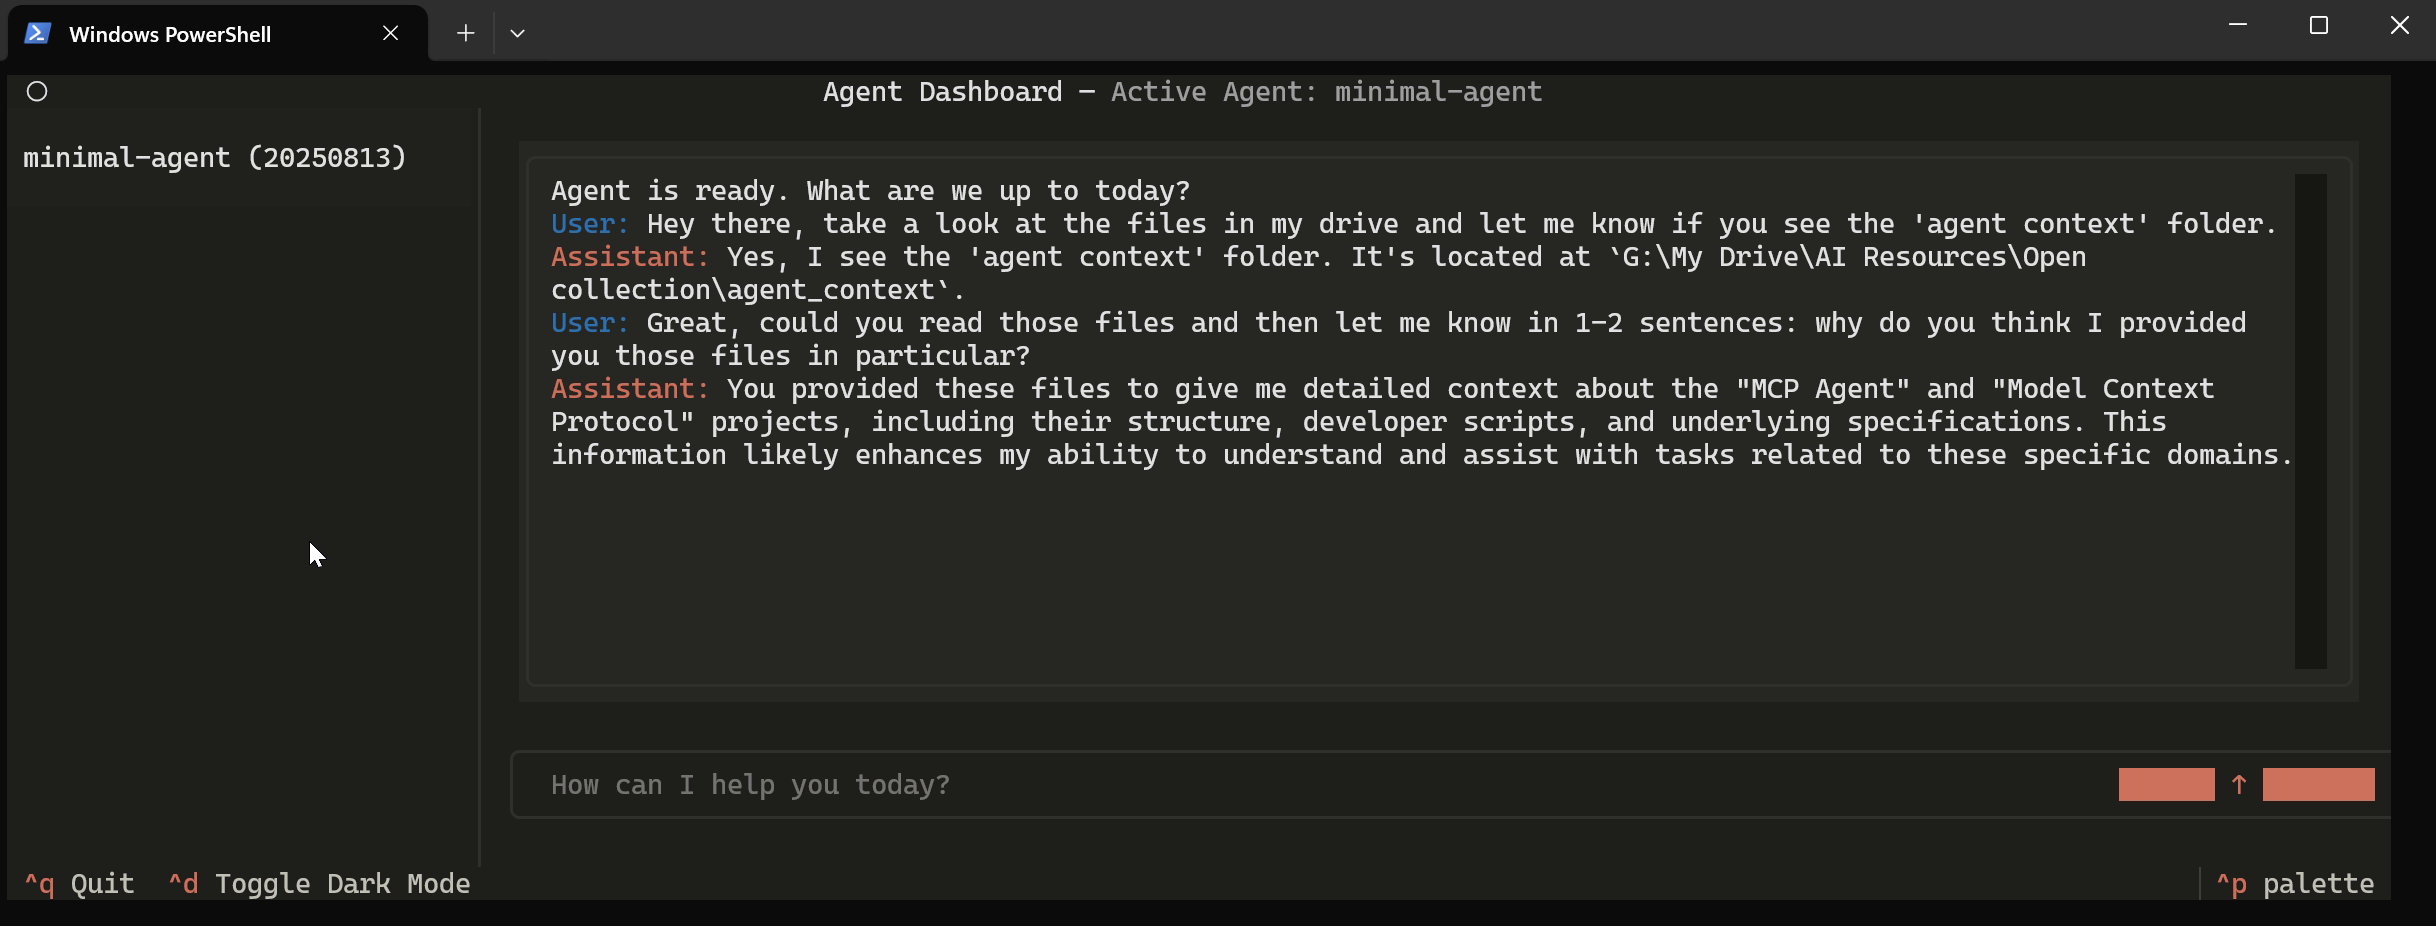 Windows PowerShell
Agent Dashboard — Active Agent: minimal-agent
minimal-agent (20250813)
Agent is ready. What are we up to today?
User: Hey there, take a look at the files in my drive and let me know if you see the 'agent context' folder.
Assistant: Yes, I see the 'agent context' folder. It's located at `G:\My Drive\AI Resources\Open
collection\agent_context`.
User: Great, could you read those files and then let me know in 1-2 sentences: why do you think I provided
you those files in particular?
Assistant: You provided these files to give me detailed context about the "MCP Agent" and "Model Context
Protocol" projects, including their structure, developer scripts, and underlying specifications. This
information likely enhances my ability to understand and assist with tasks related to these specific domains.
How can I help you today? ↑
^q Quit ^d Toggle Dark Mode ^p palette